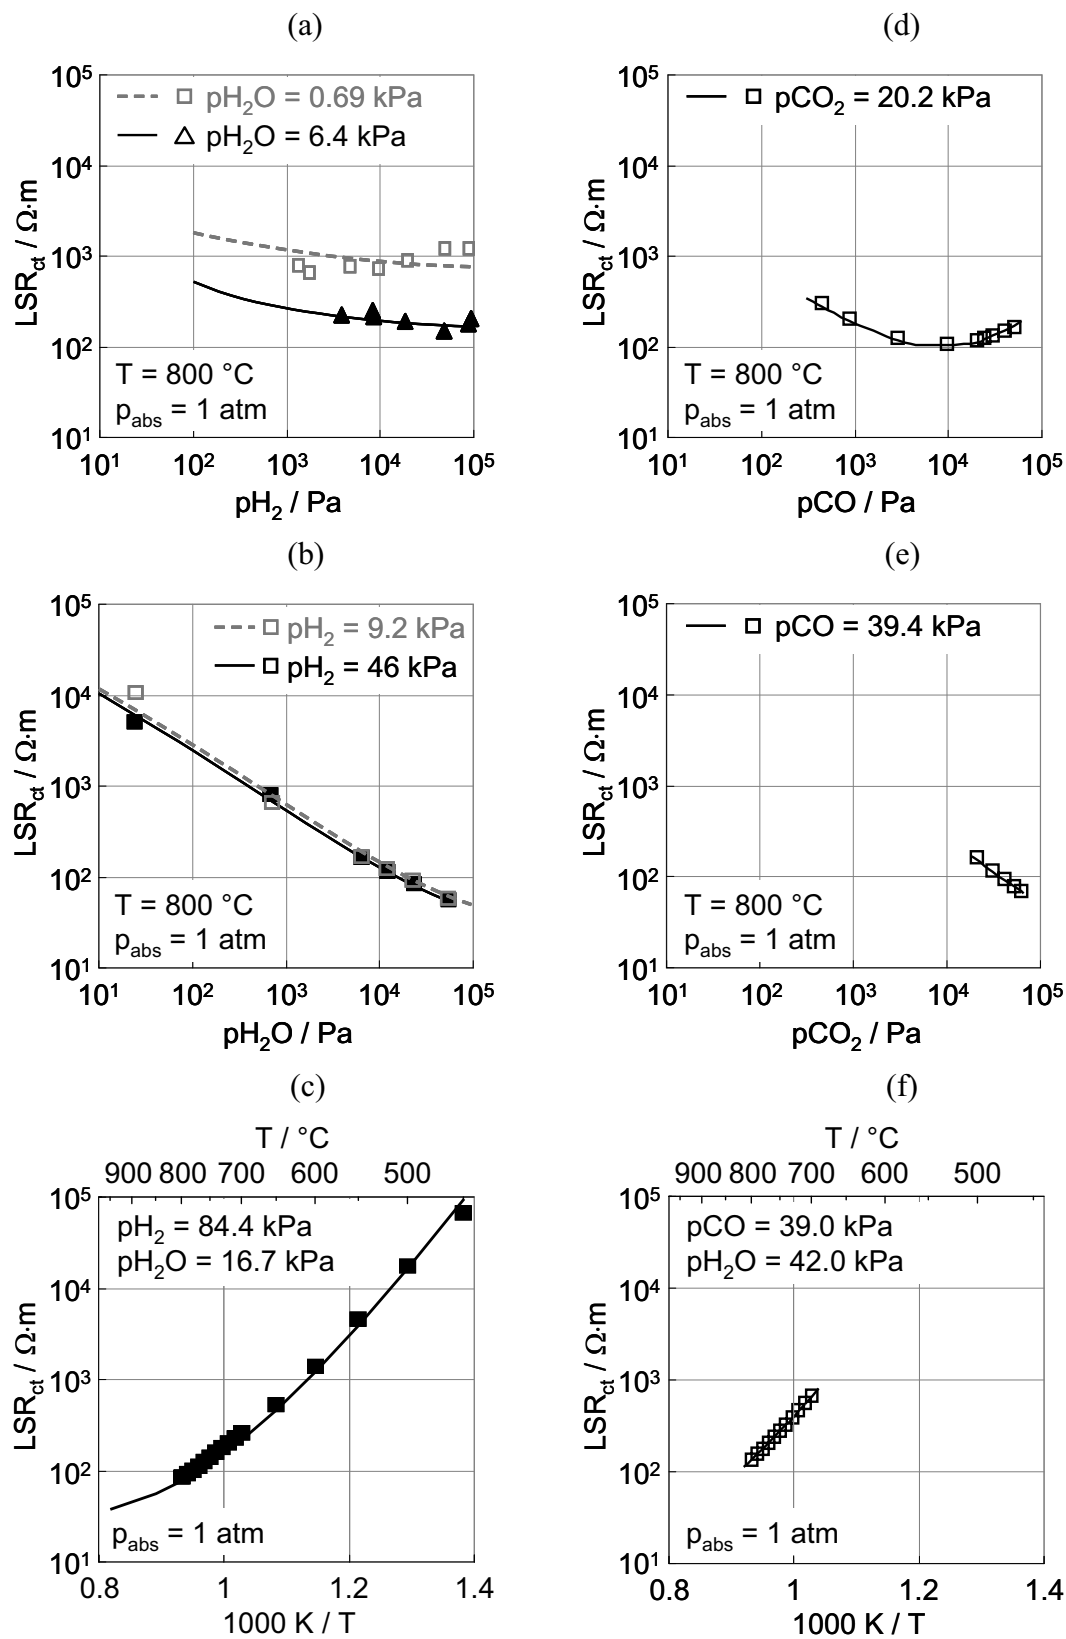 (a)
10⁵
10⁴
10³
10²
10¹
LSR_ct / Ω·m
pH₂O = 0.69 kPa
pH₂O = 6.4 kPa
T = 800 °C
p_abs = 1 atm
10¹ 10² 10³ 10⁴ 10⁵
pH₂ / Pa
(d)
10⁵
10⁴
10³
10²
10¹
LSR_ct / Ω·m
pCO₂ = 20.2 kPa
T = 800 °C
p_abs = 1 atm
10¹ 10² 10³ 10⁴ 10⁵
pCO / Pa
(b)
10⁵
10⁴
10³
10²
10¹
LSR_ct / Ω·m
pH₂ = 9.2 kPa
pH₂ = 46 kPa
T = 800 °C
p_abs = 1 atm
10¹ 10² 10³ 10⁴ 10⁵
pH₂O / Pa
(e)
10⁵
10⁴
10³
10²
10¹
LSR_ct / Ω·m
pCO = 39.4 kPa
T = 800 °C
p_abs = 1 atm
10¹ 10² 10³ 10⁴ 10⁵
pCO₂ / Pa
(c)
T / °C
900 800 700 600 500
10⁵
10⁴
10³
10²
10¹
LSR_ct / Ω·m
pH₂ = 84.4 kPa
pH₂O = 16.7 kPa
p_abs = 1 atm
0.8 1 1.2 1.4
1000 K / T
(f)
T / °C
900 800 700 600 500
10⁵
10⁴
10³
10²
10¹
LSR_ct / Ω·m
pCO = 39.0 kPa
pH₂O = 42.0 kPa
p_abs = 1 atm
0.8 1 1.2 1.4
1000 K / T